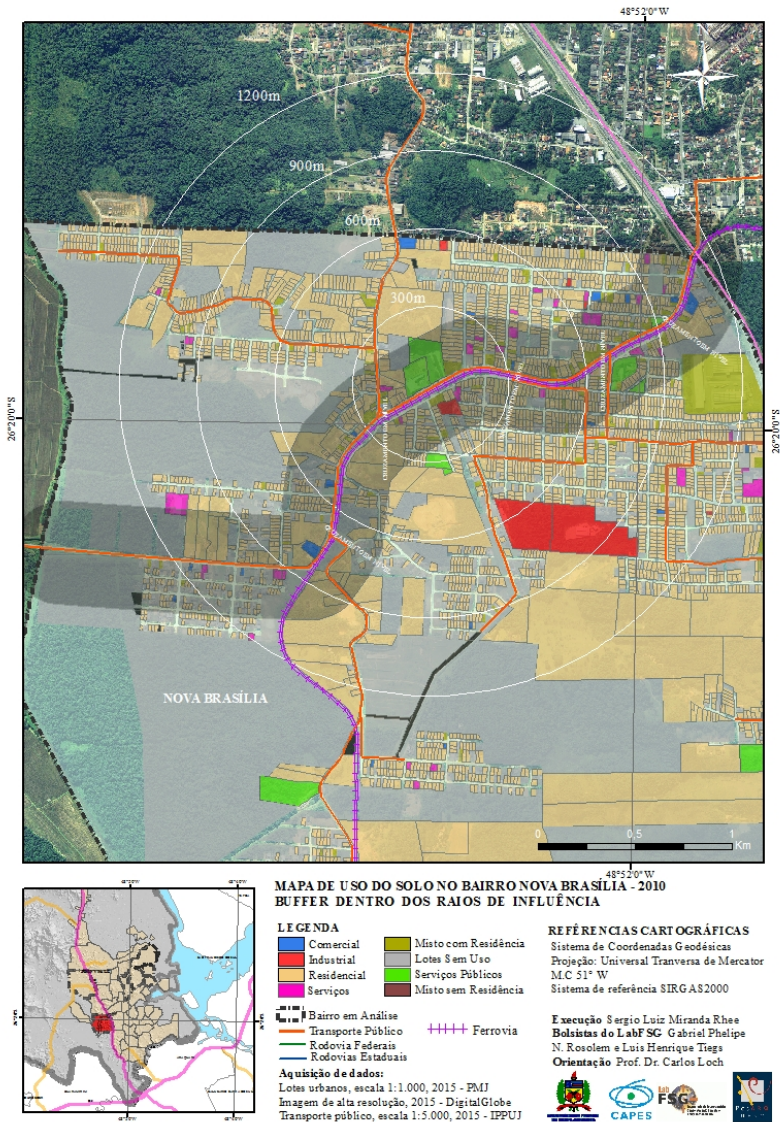 48°52'0"W
1200m
900m
600m
300m
26°20'0"S
26°20'0"S
NOVA BRASÍLIA
0
0,5
1
Km
48°52'0"W
MAPA DE USO DO SOLO NO BAIRRO NOVA BRASÍLIA - 2010
BUFFER DENTRO DOS RAIOS DE INFLUÊNCIA
LEGENDA
Comercial
Industrial
Residencial
Serviços
Misto com Residência
Lotes Sem Uso
Serviços Públicos
Misto sem Residência
Bairro em Análise
Transporte Público
Rodovia Federais
Rodovias Estaduais
Ferrovia
Aquisição de dados:
Lotes urbanos, escala 1:1.000, 2015 - PMJ
Imagem de alta resolução, 2015 - DigitalGlobe
Transporte público, escala 1:5.000, 2015 - IPPUJ
REFÊRENCIAS CARTOGRÁFICAS
Sistema de Coordenadas Geodésicas
Projeção: Universal Tranversa de Mercator
M.C 51° W
Sistema de referência SIRGAS2000
Execução Sergio Luiz Miranda Rhee
Bolsistas do LabFSG Gabriel Phelipe
N. Rosolem e Luis Henrique Tiegs
Orientação Prof. Dr. Carlos Loch
CAPES
Lab
FSG